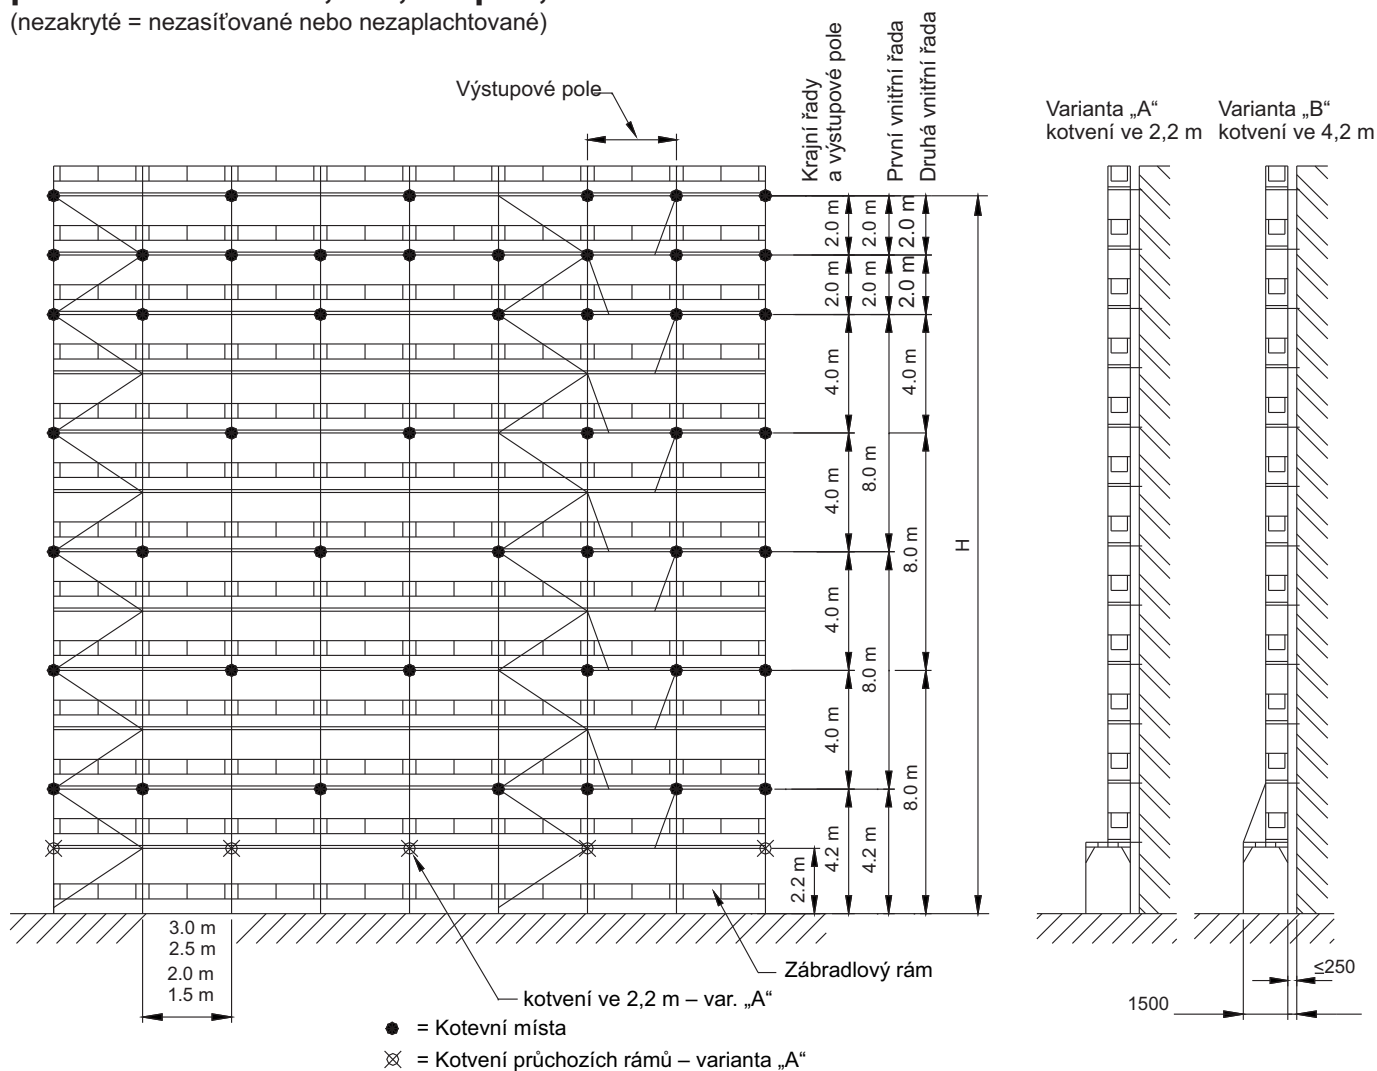 (nezakryté = nezasíťované nebo nezaplachtované)
Výstupové pole
Krajní řady
a výstupové pole
První vnitřní řada
Druhá vnitřní řada
Varianta „A“
kotvení ve 2,2 m
Varianta „B“
kotvení ve 4,2 m
2.0 m
2.0 m
2.0 m
2.0 m
2.0 m
2.0 m
4.0 m
4.0 m
4.0 m
8.0 m
4.0 m
8.0 m
H
4.0 m
8.0 m
8.0 m
4.2 m
4.2 m
2.2 m
3.0 m
2.5 m
2.0 m
1.5 m
Zábradlový rám
kotvení ve 2,2 m – var. „A“
≤250
1500
= Kotevní místa
= Kotvení průchozích rámů – varianta „A“